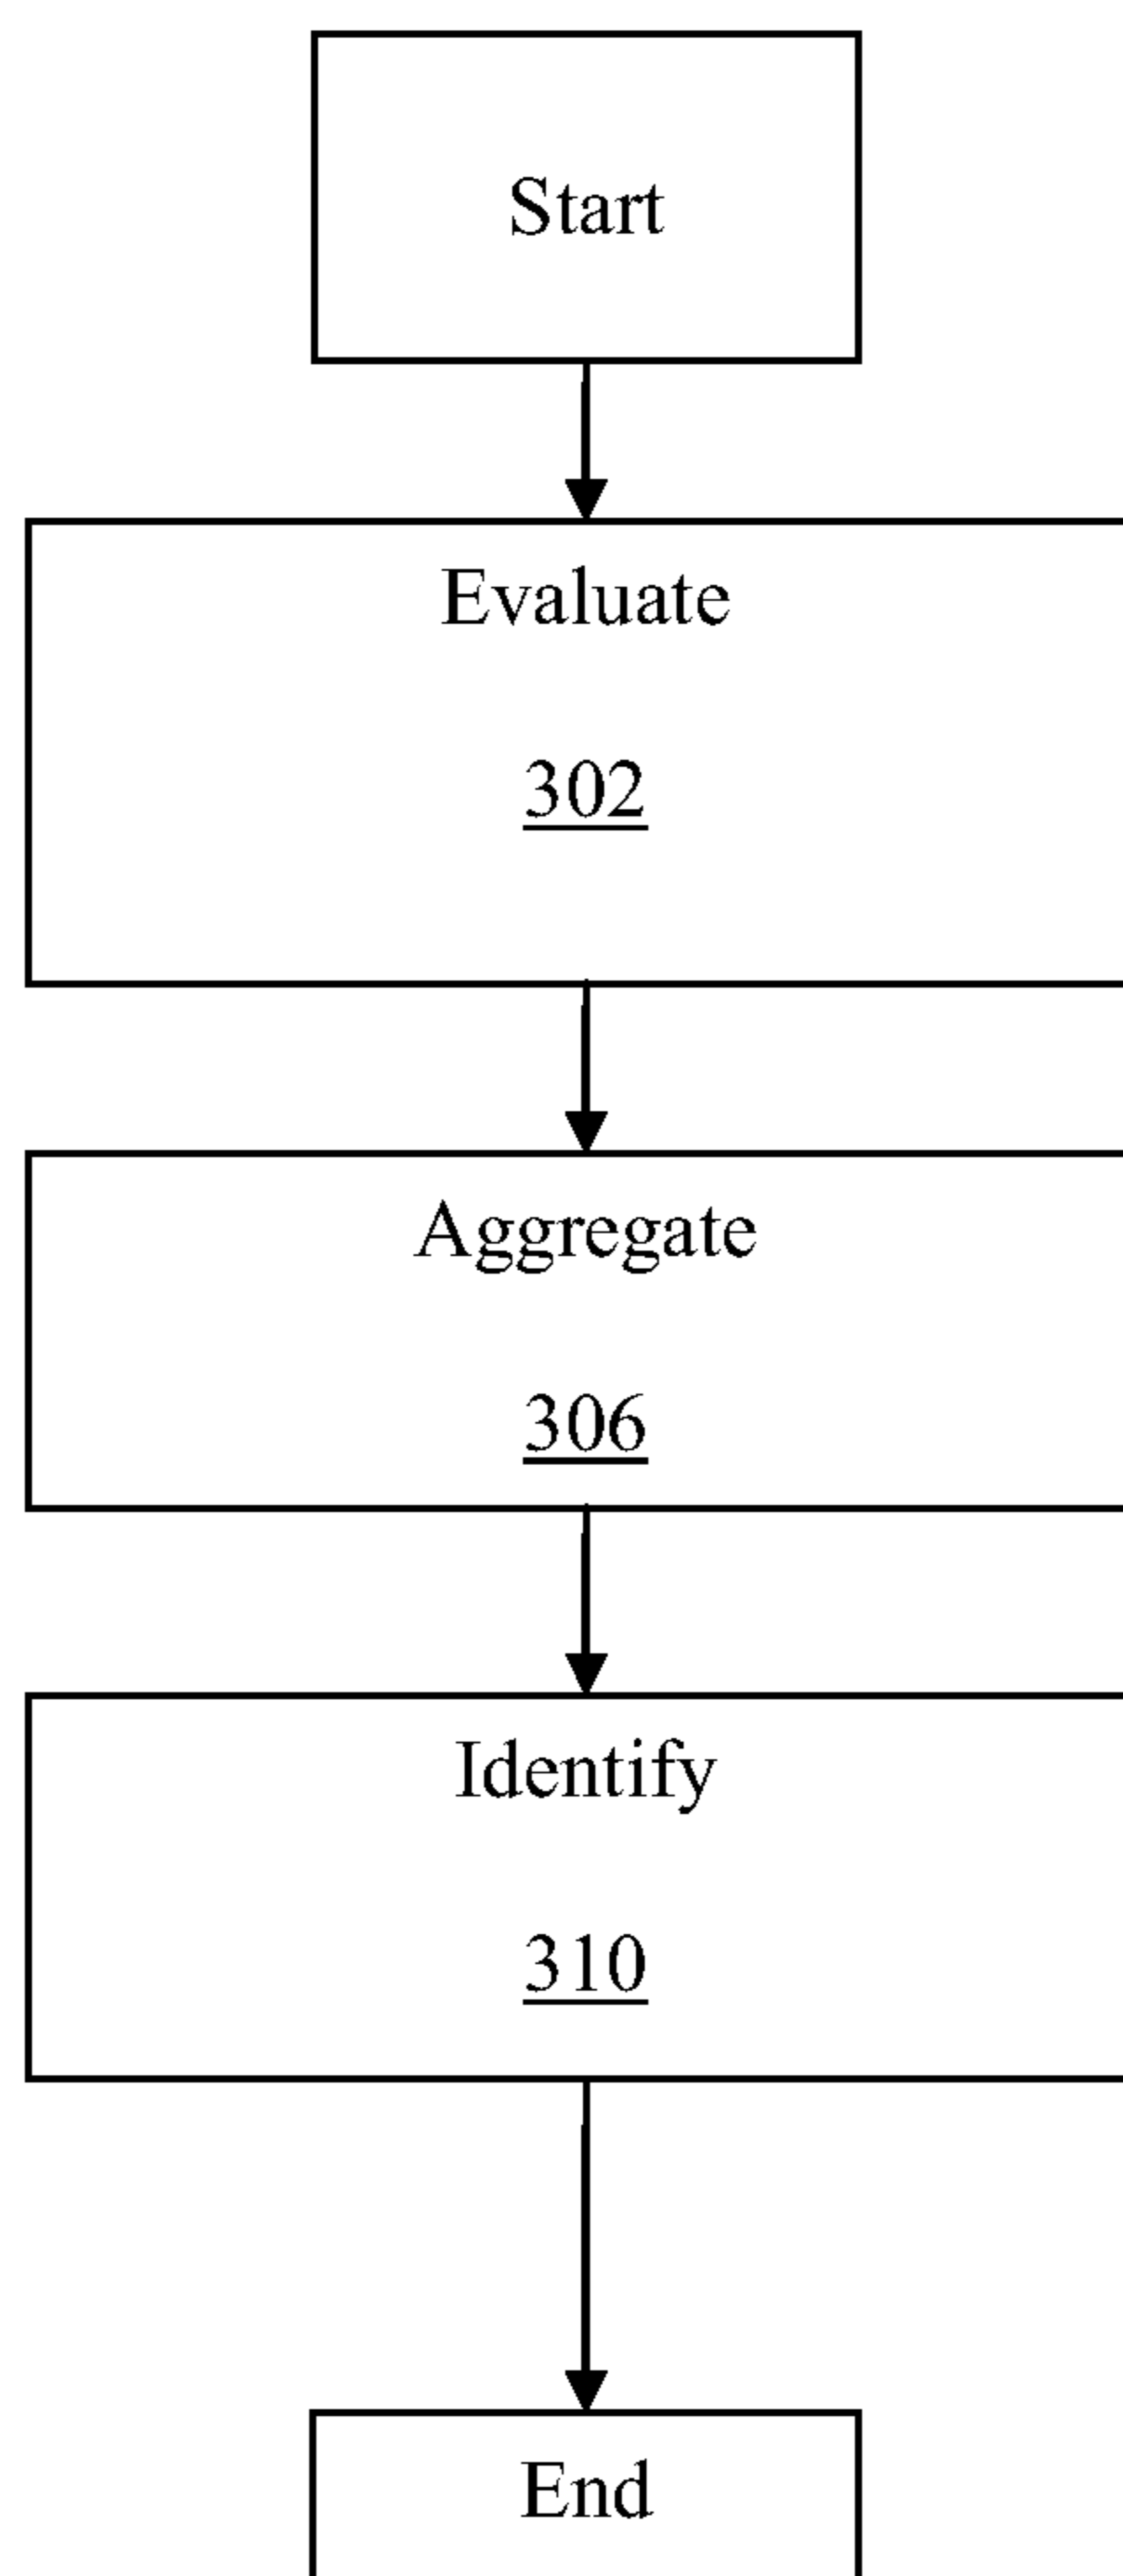 Start
Evaluate
302
Aggregate
306
Identify
310
End